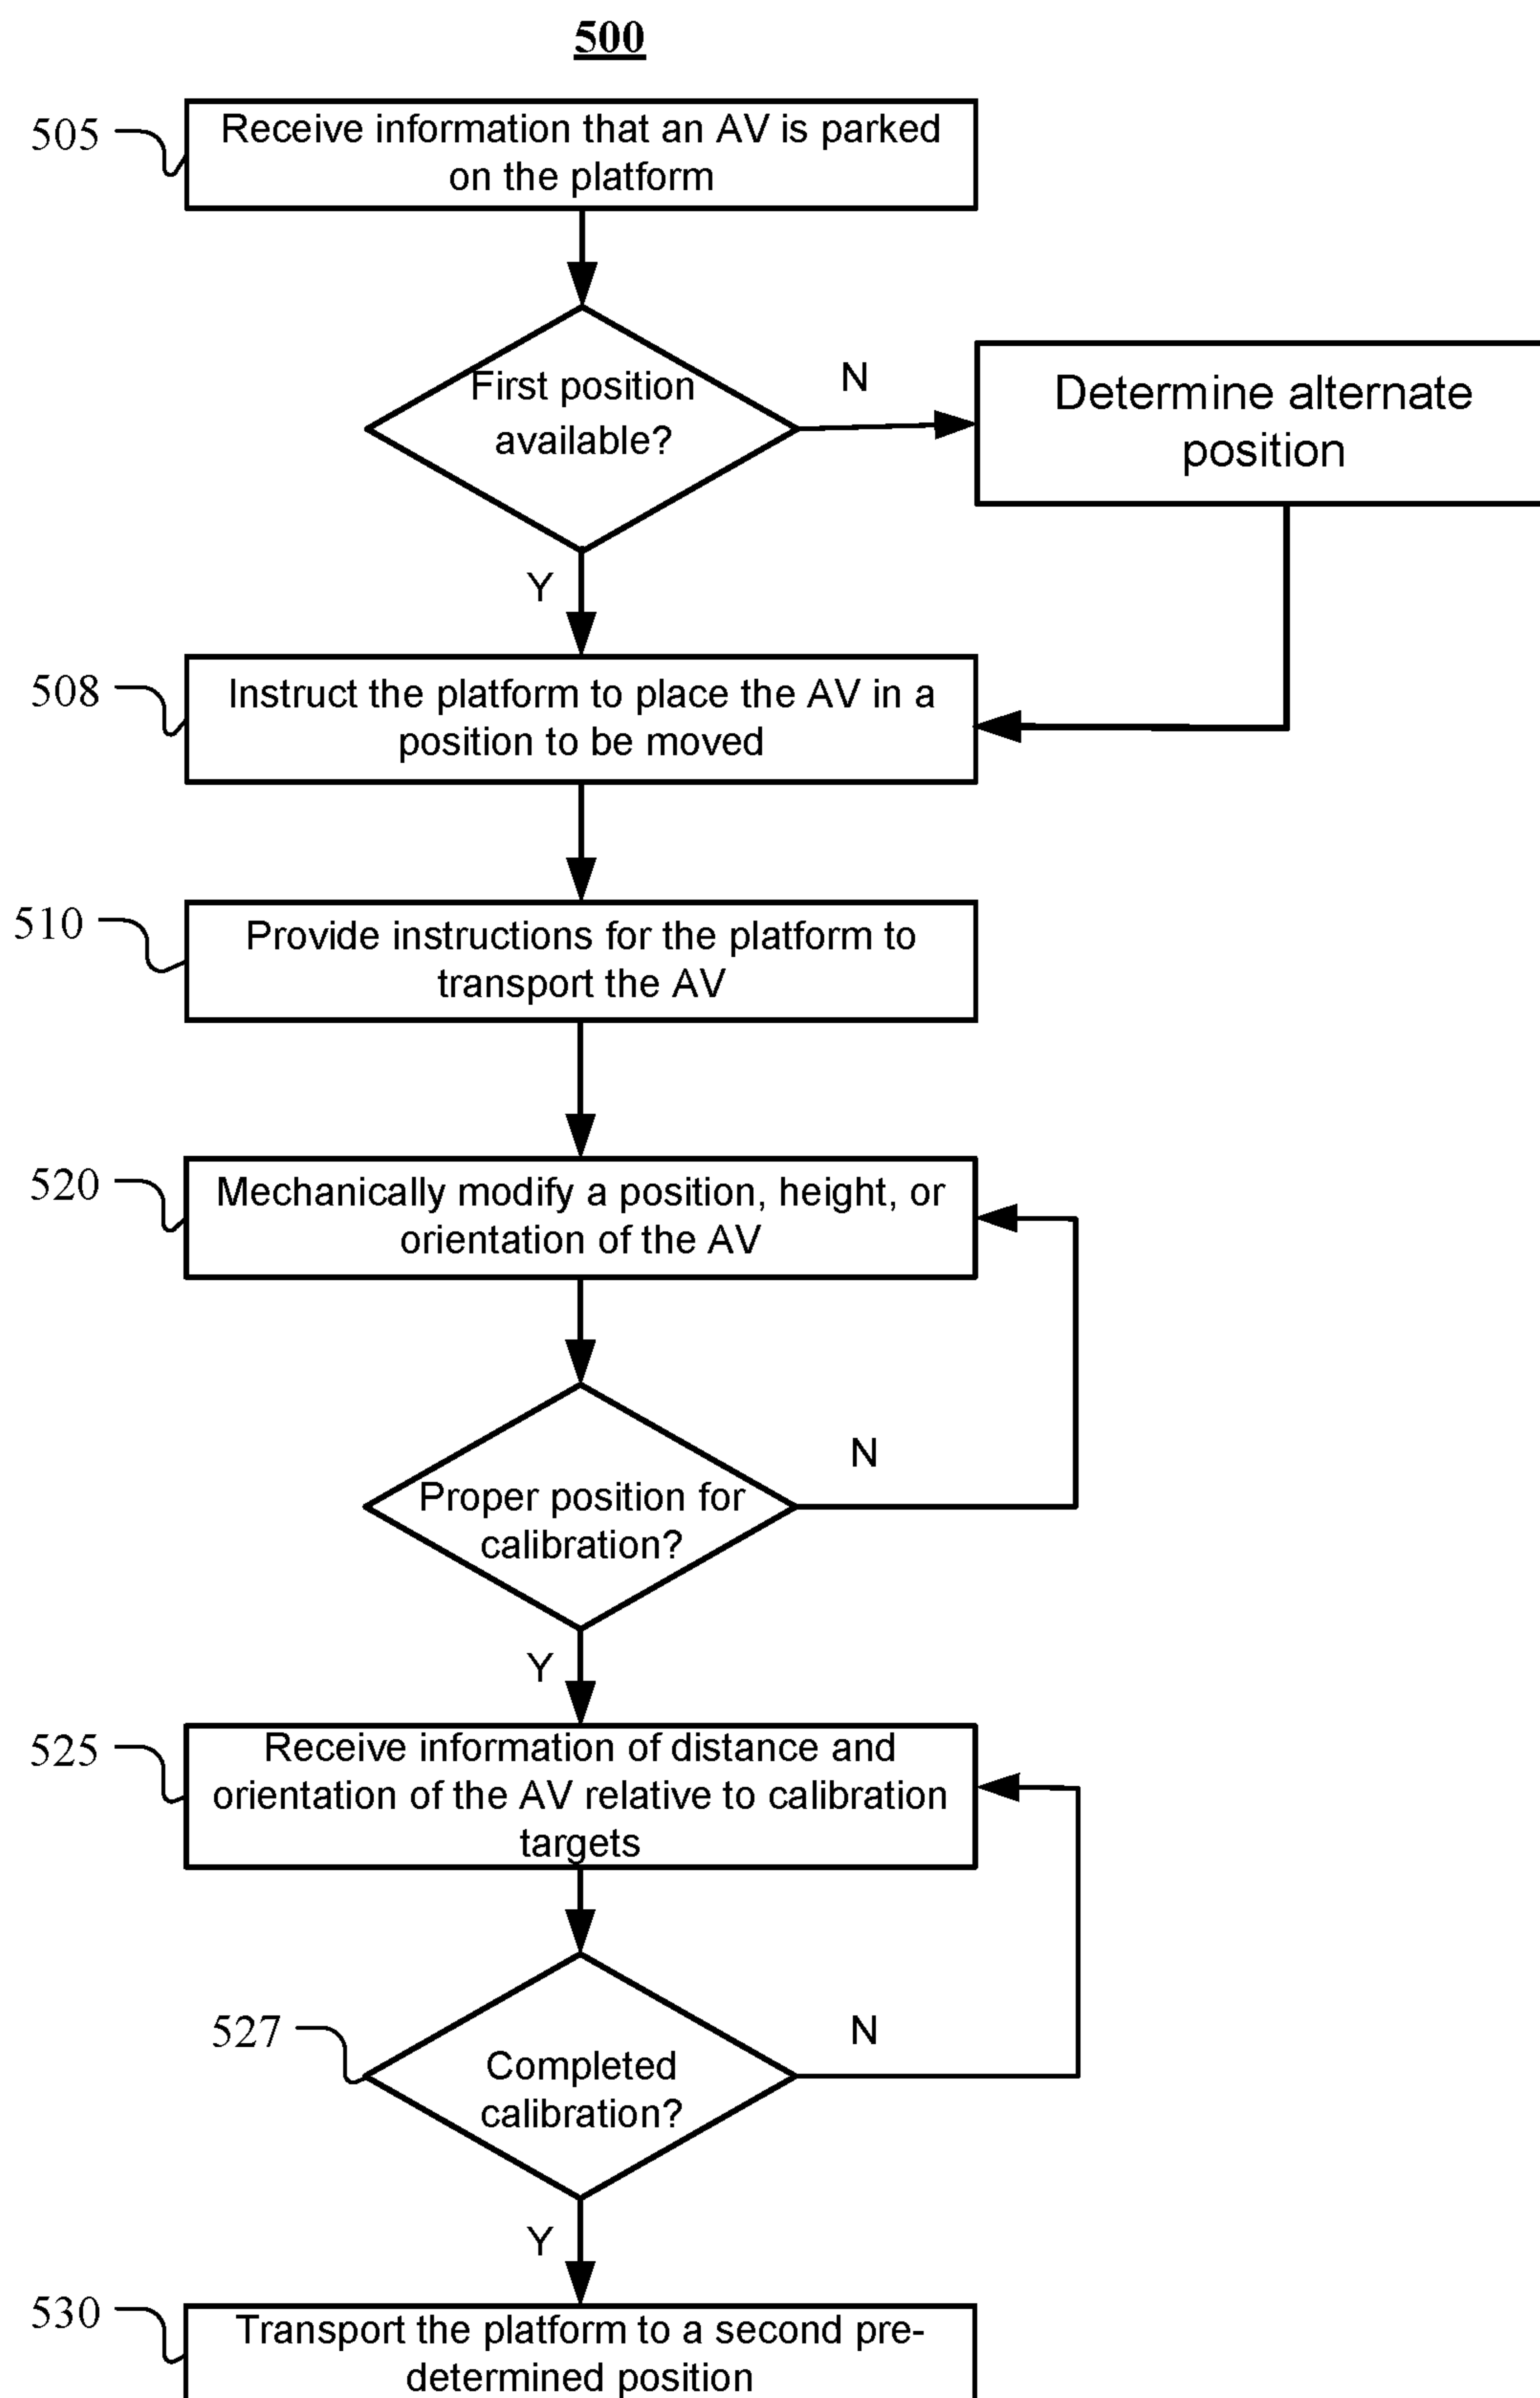 500
505
Receive information that an AV is parked
on the platform
First position
available?
N
Determine alternate
position
Y
508
Instruct the platform to place the AV in a
position to be moved
510
Provide instructions for the platform to
transport the AV
520
Mechanically modify a position, height, or
orientation of the AV
Proper position for
calibration?
N
Y
525
Receive information of distance and
orientation of the AV relative to calibration
targets
527
Completed
calibration?
N
Y
530
Transport the platform to a second pre-
determined position